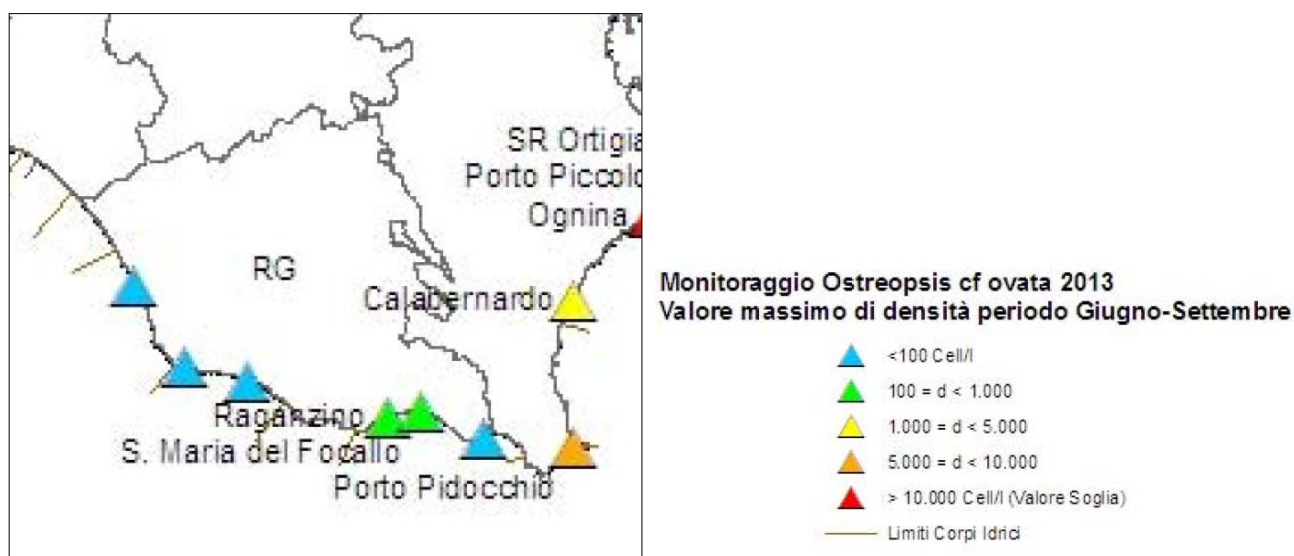 SR Ortigia
Porto Piccolo
Ognina
RG
Calabernardo
Raganzino
S. Maria del Focallo
Porto Pidocchio
Monitoraggio Ostreopsis cf ovata 2013
Valore massimo di densità periodo Giugno-Settembre
<100 Cell/l
100 = d < 1.000
1.000 = d < 5.000
5.000 = d < 10.000
> 10.000 Cell/l (Valore Soglia)
Limiti Corpi Idrici